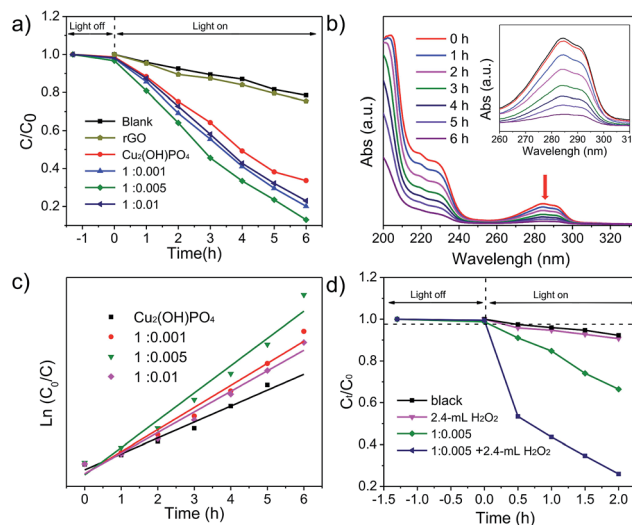 a)
Light off
Light on
C/C0
1.0
0.8
0.6
0.4
0.2
Blank
rGO
Cu2(OH)PO4
1 :0.001
1 :0.005
1 :0.01
-1 0 1 2 3 4 5 6
Time(h)
b)
Abs (a.u.)
0 h
1 h
2 h
3 h
4 h
5 h
6 h
Abs (a.u.)
260 270 280 290 300 310
Wavelengh (nm)
200 220 240 260 280 300 320
Wavelengh (nm)
c)
Ln (C0/C)
Cu2(OH)PO4
1 :0.001
1 :0.005
1 :0.01
0 1 2 3 4 5 6
Time (h)
d)
Light off
Light on
Ct/C0
1.0
0.8
0.6
0.4
0.2
black
2.4-mL H2O2
1:0.005
1:0.005 +2.4-mL H2O2
-1.5 -1.0 -0.5 0.0 0.5 1.0 1.5 2.0
Time (h)